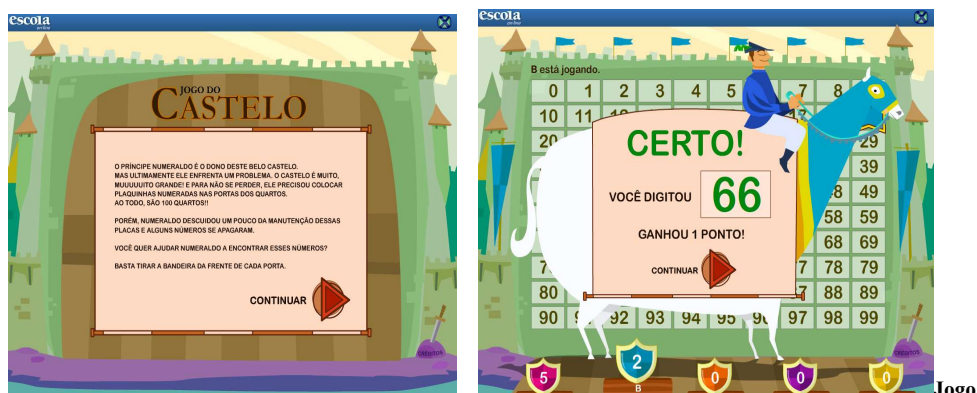 escola
online
JOGO DO
CASTELO
O PRÍNCIPE NUMERALDO É O DONO DESTE BELO CASTELO.
MAS ULTIMAMENTE ELE ENFRENTA UM PROBLEMA. O CASTELO É MUITO,
MUUUUUITO GRANDE! E PARA NÃO SE PERDER, ELE PRECISOU COLOCAR
PLAQUINHAS NUMERADAS NAS PORTAS DOS QUARTOS.
AO TODO, SÃO 100 QUARTOS!!
PORÉM, NUMERALDO DESCUIDOU UM POUCO DA MANUTENÇÃO DESSAS
PLACAS E ALGUNS NÚMEROS SE APAGARAM.
VOCÊ QUER AJUDAR NUMERALDO A ENCONTRAR ESSES NÚMEROS?
BASTA TIRAR A BANDEIRA DA FRENTE DE CADA PORTA.
CONTINUAR
CRÉDITOS
escola
online
B está jogando.
0 1 2 3 4 5 7 8
10 11
20 29
39
49
58 59
68 69
78 79
80 88 89
90 92 93 94 95 97 98 99
CERTO!
VOCÊ DIGITOU 66
GANHOU 1 PONTO!
CONTINUAR
CRÉDITOS
5 2 0 0 0
B
Jogo